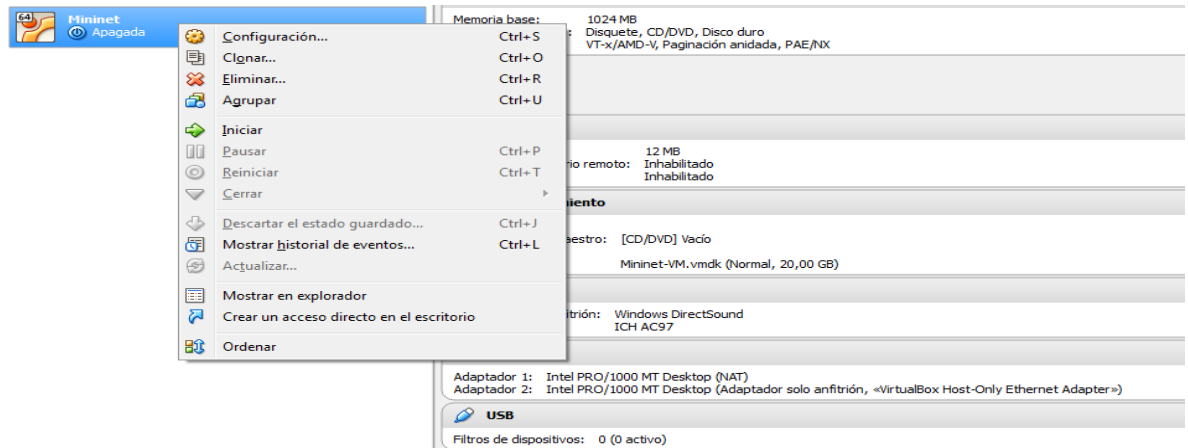 64
Mininet
Apagada
Configuración... Ctrl+S
Clonar... Ctrl+O
Eliminar... Ctrl+R
Agrupar Ctrl+U
Iniciar
Pausar Ctrl+P
Reiniciar Ctrl+T
Cerrar
Descartar el estado guardado... Ctrl+J
Mostrar historial de eventos... Ctrl+L
Actualizar...
Mostrar en explorador
Crear un acceso directo en el escritorio
Ordenar
Memoria base: 1024 MB
: Disquete, CD/DVD, Disco duro
VT-x/AMD-V, Paginación anidada, PAE/NX
12 MB
rio remoto: Inhabilitado
Inhabilitado
miento
aestro: [CD/DVD] Vacío
Mininet-VM.vmdk (Normal, 20,00 GB)
itrión: Windows DirectSound
ICH AC97
Adaptador 1: Intel PRO/1000 MT Desktop (NAT)
Adaptador 2: Intel PRO/1000 MT Desktop (Adaptador solo anfitrión, «VirtualBox Host-Only Ethernet Adapter»)
USB
Filtros de dispositivos: 0 (0 activo)